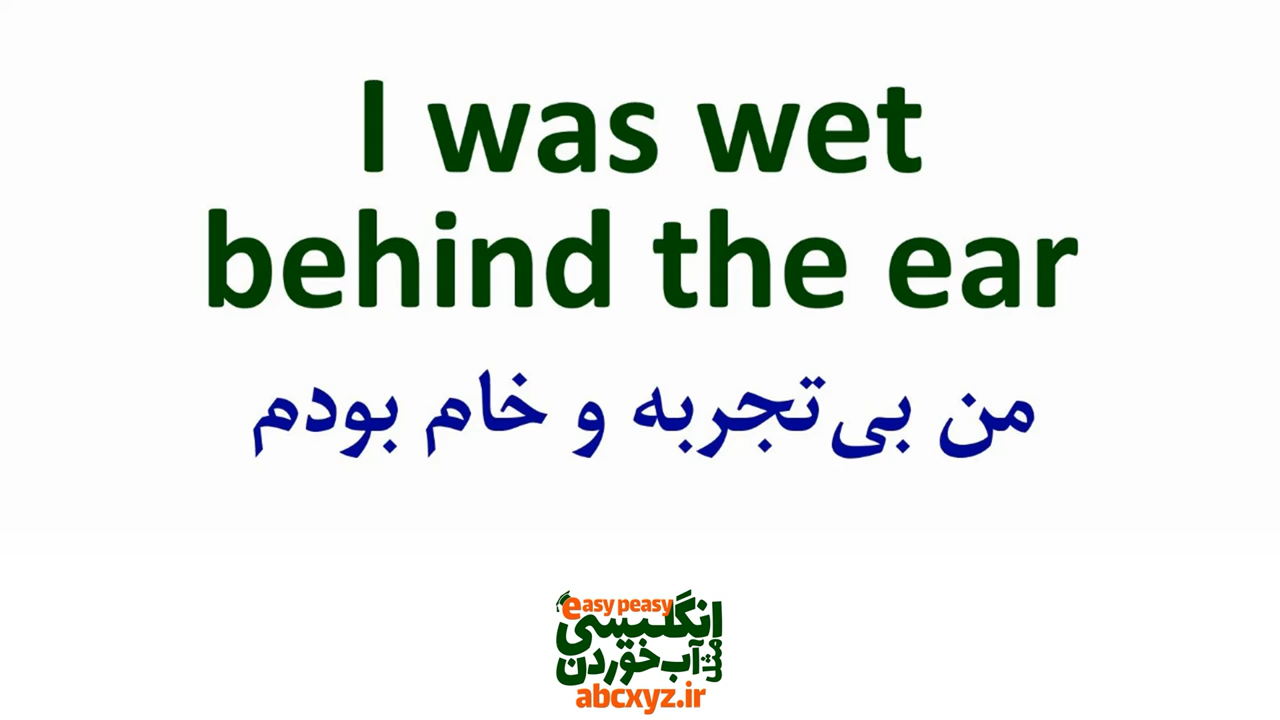 I was wet
behind the ear
من بی‌تجربه و خام بودم
easy peasy
انگلیسی
مثل آب خوردن
abcxyz.ir